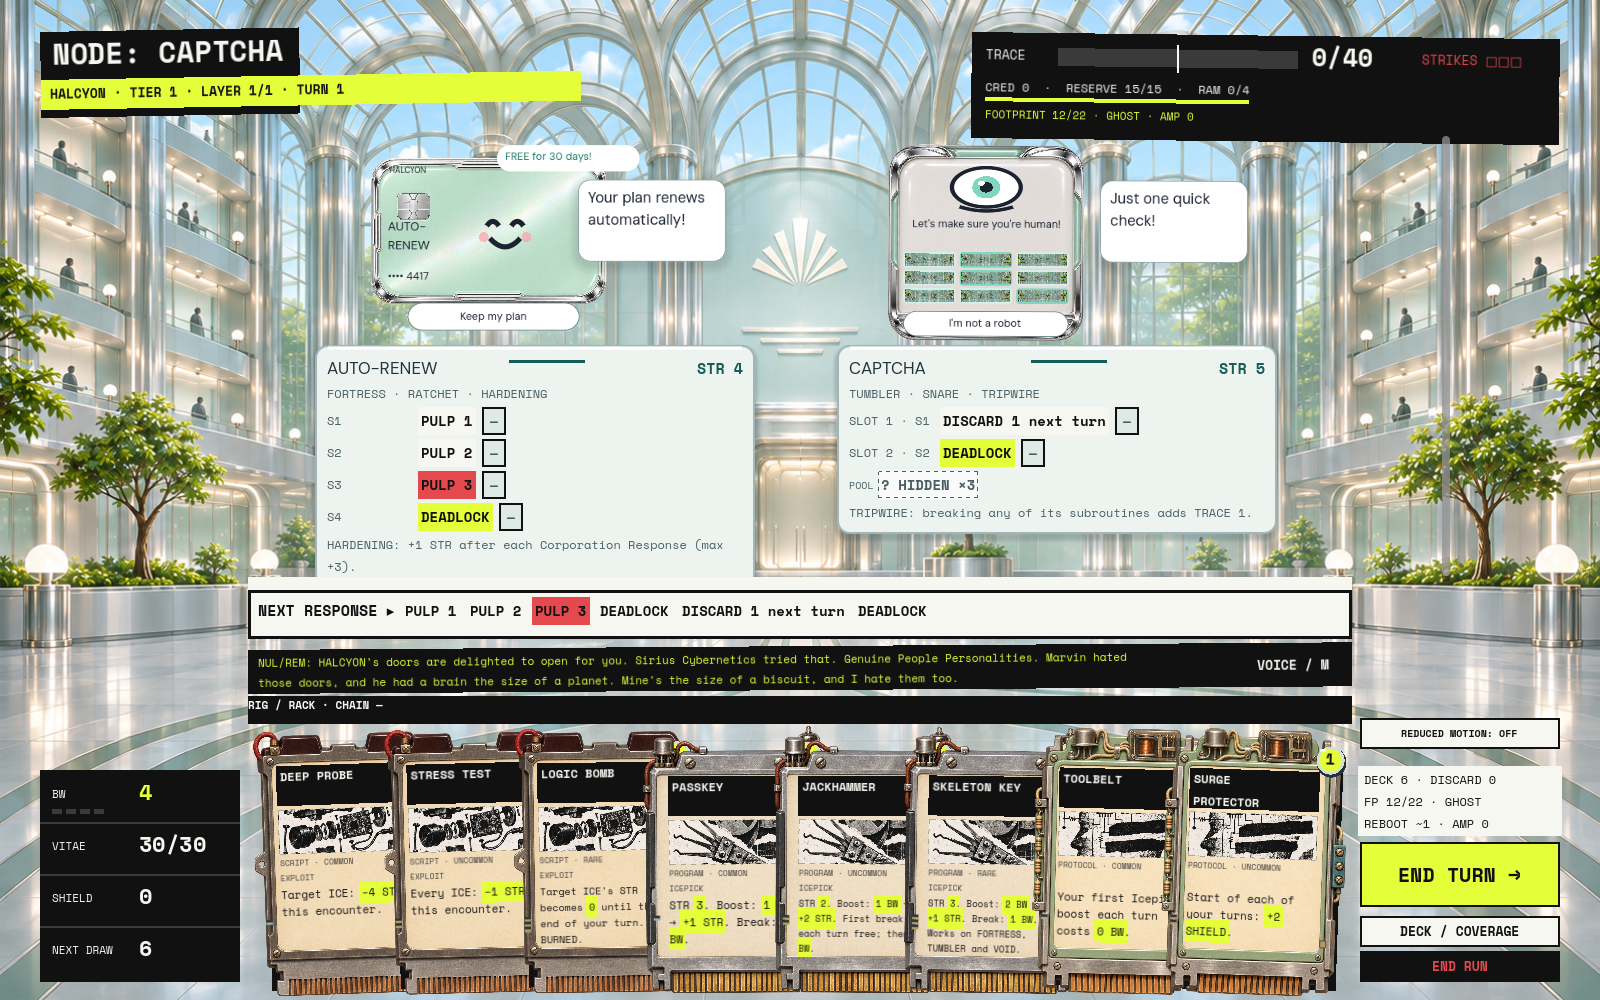 NODE: CAPTCHA
HALCYON · TIER 1 · LAYER 1/1 · TURN 1
TRACE 0/40 STRIKES □□□
CRED 0 · RESERVE 15/15 · RAM 0/4
FOOTPRINT 12/22 · GHOST · AMP 0
FREE for 30 days!
HALCYON
AUTO-
RENEW
•••• 4417
Your plan renews
automatically!
Keep my plan
Let's make sure you're human!
I'm not a robot
Just one quick
check!
AUTO-RENEW STR 4
FORTRESS · RATCHET · HARDENING
S1 PULP 1 —
S2 PULP 2 —
S3 PULP 3 —
S4 DEADLOCK —
HARDENING: +1 STR after each Corporation Response (max
+3).
CAPTCHA STR 5
TUMBLER · SNARE · TRIPWIRE
SLOT 1 · S1 DISCARD 1 next turn —
SLOT 2 · S2 DEADLOCK —
POOL ? HIDDEN ×3
TRIPWIRE: breaking any of its subroutines adds TRACE 1.
NEXT RESPONSE ▸ PULP 1 PULP 2 PULP 3 DEADLOCK DISCARD 1 next turn DEADLOCK
NUL/REM: HALCYON's doors are delighted to open for you. Sirius Cybernetics tried that. Genuine People Personalities. Marvin hated
those doors, and he had a brain the size of a planet. Mine's the size of a biscuit, and I hate them too.
VOICE / M
RIG / RACK · CHAIN —
BW 4
VITAE 30/30
SHIELD 0
NEXT DRAW 6
DEEP PROBE
SCRIPT · COMMON
EXPLOIT
Target ICE: -4 ST
this encounter.
STRESS TEST
SCRIPT · UNCOMMON
EXPLOIT
Every ICE: -1 STR
this encounter.
LOGIC BOMB
SCRIPT · RARE
EXPLOIT
Target ICE's STR
becomes 0 until t
end of your turn.
BURNED.
PASSKEY
PROGRAM · COMMON
ICEPICK
STR 3. Boost: 1
→ +1 STR. Break:
BW.
JACKHAMMER
PROGRAM · UNCOMMON
ICEPICK
STR 2. Boost: 1 BW
+2 STR. First break
each turn free; the
BW.
SKELETON KEY
PROGRAM · RARE
ICEPICK
STR 3. Boost: 2 BW
+1 STR. Break: 1 BW.
Works on FORTRESS,
TUMBLER and VOID.
TOOLBELT
PROTOCOL · COMMON
Your first Icepi
boost each turn
costs 0 BW.
SURGE
PROTECTOR
PROTOCOL · UNCOMMON
Start of each of
your turns: +2
SHIELD.
1
REDUCED MOTION: OFF
DECK 6 · DISCARD 0
FP 12/22 · GHOST
REBOOT ~1 · AMP 0
END TURN →
DECK / COVERAGE
END RUN